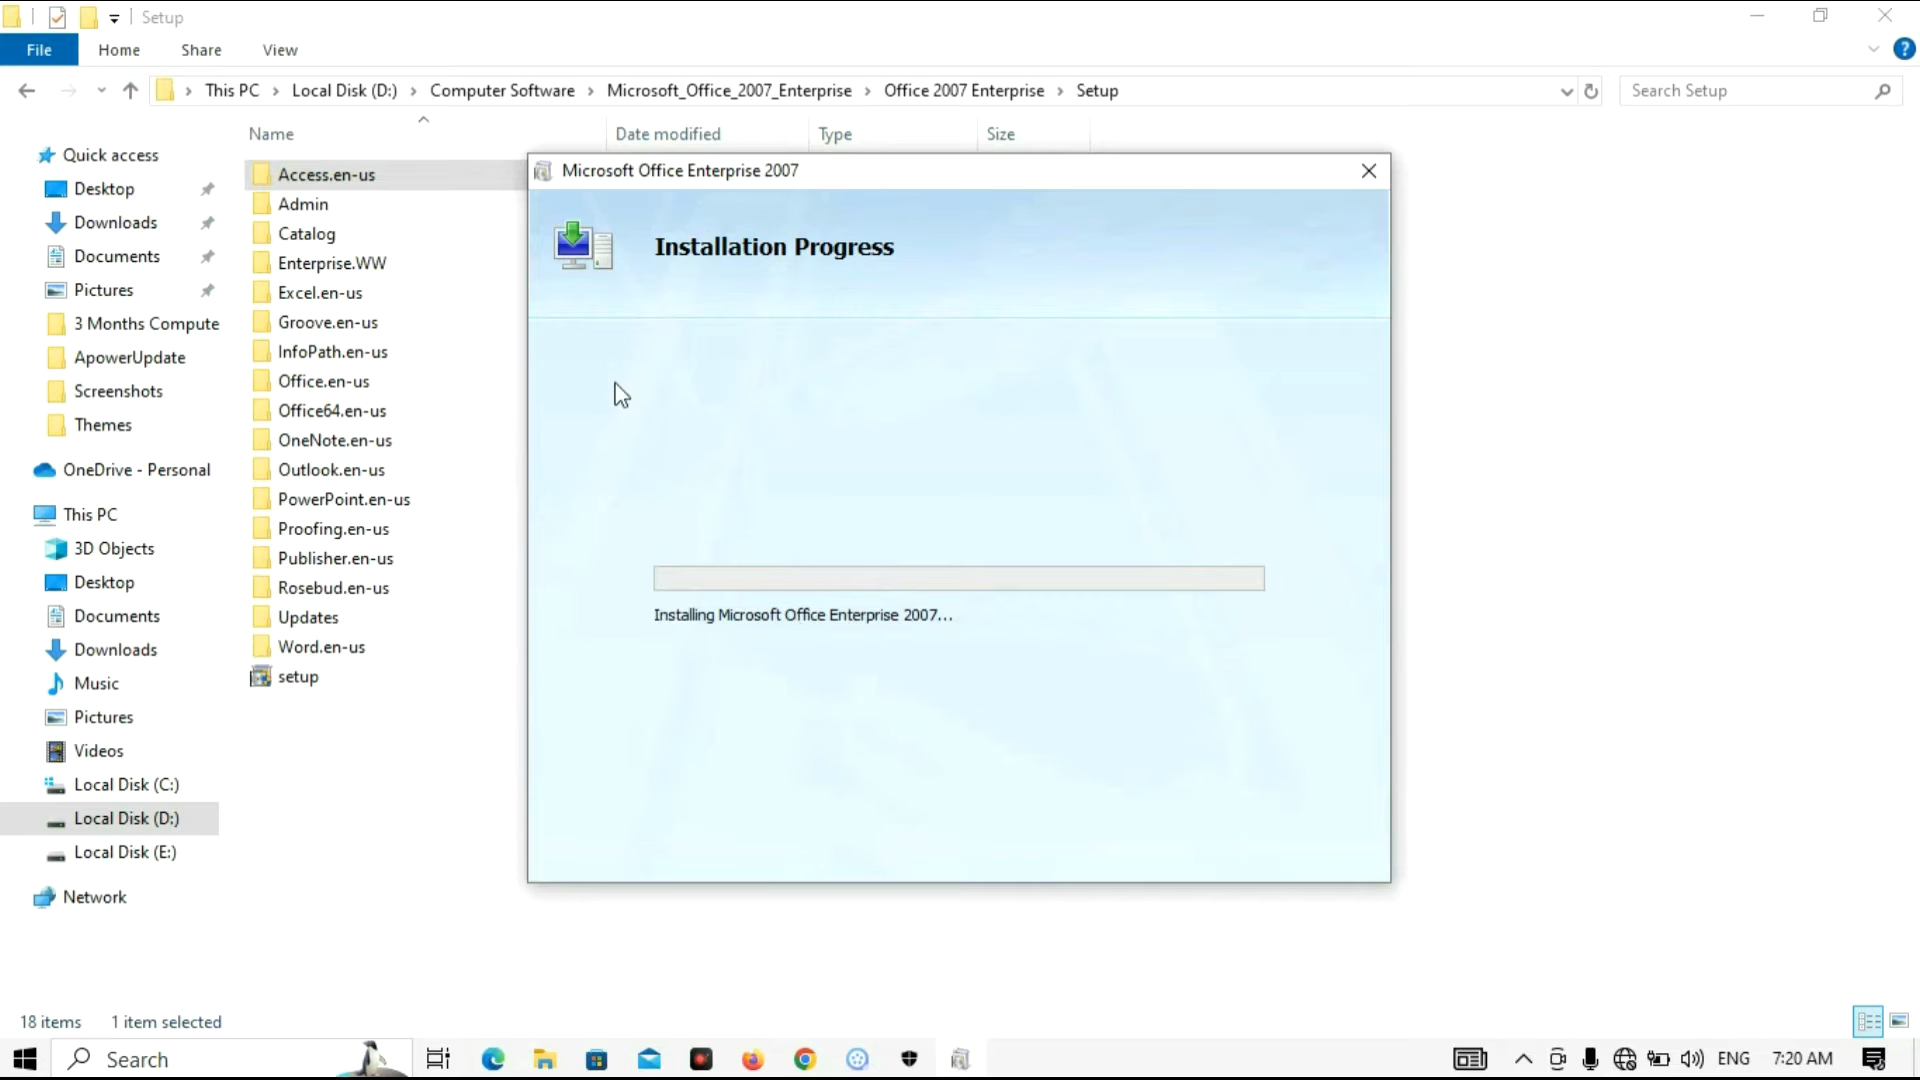 Setup
File Home Share View
This PC Local Disk (D:) Computer Software Microsoft_Office_2007_Enterprise Office 2007 Enterprise Setup
Search Setup
Name Date modified Type Size
Quick access
Desktop
Downloads
Documents
Pictures
3 Months Compute
ApowerUpdate
Screenshots
Themes
OneDrive - Personal
This PC
3D Objects
Desktop
Documents
Downloads
Music
Pictures
Videos
Local Disk (C:)
Local Disk (D:)
Local Disk (E:)
Network
Access.en-us
Admin
Catalog
Enterprise.WW
Excel.en-us
Groove.en-us
InfoPath.en-us
Office.en-us
Office64.en-us
OneNote.en-us
Outlook.en-us
PowerPoint.en-us
Proofing.en-us
Publisher.en-us
Rosebud.en-us
Updates
Word.en-us
setup
Microsoft Office Enterprise 2007
Installation Progress
Installing Microsoft Office Enterprise 2007...
18 items 1 item selected
Search
ENG 7:20 AM